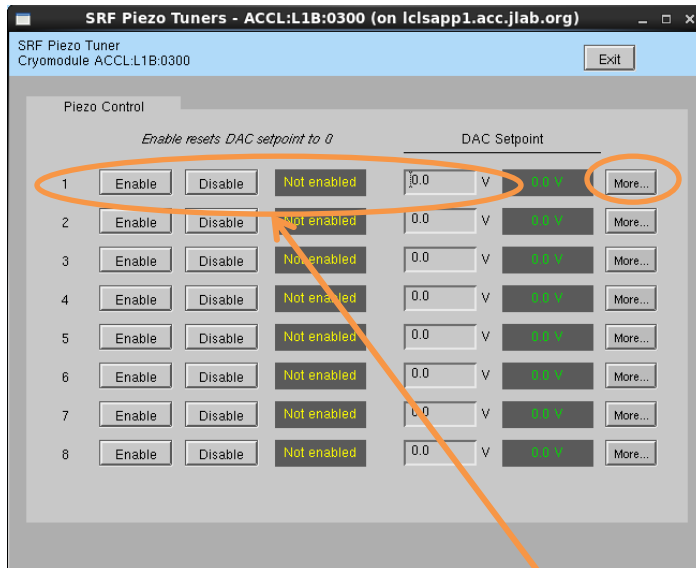 SRF Piezo Tuners - ACCL:L1B:0300 (on lclsapp1.acc.jlab.org)
SRF Piezo Tuner
Cryomodule ACCL:L1B:0300
Exit
Piezo Control
Enable resets DAC setpoint to 0 DAC Setpoint
1 Enable Disable Not enabled 0.0 V 0.0 V More...
2 Enable Disable Not enabled 0.0 V 0.0 V More...
3 Enable Disable Not enabled 0.0 V 0.0 V More...
4 Enable Disable Not enabled 0.0 V 0.0 V More...
5 Enable Disable Not enabled 0.0 V 0.0 V More...
6 Enable Disable Not enabled 0.0 V 0.0 V More...
7 Enable Disable Not enabled 0.0 V 0.0 V More...
8 Enable Disable Not enabled 0.0 V 0.0 V More...